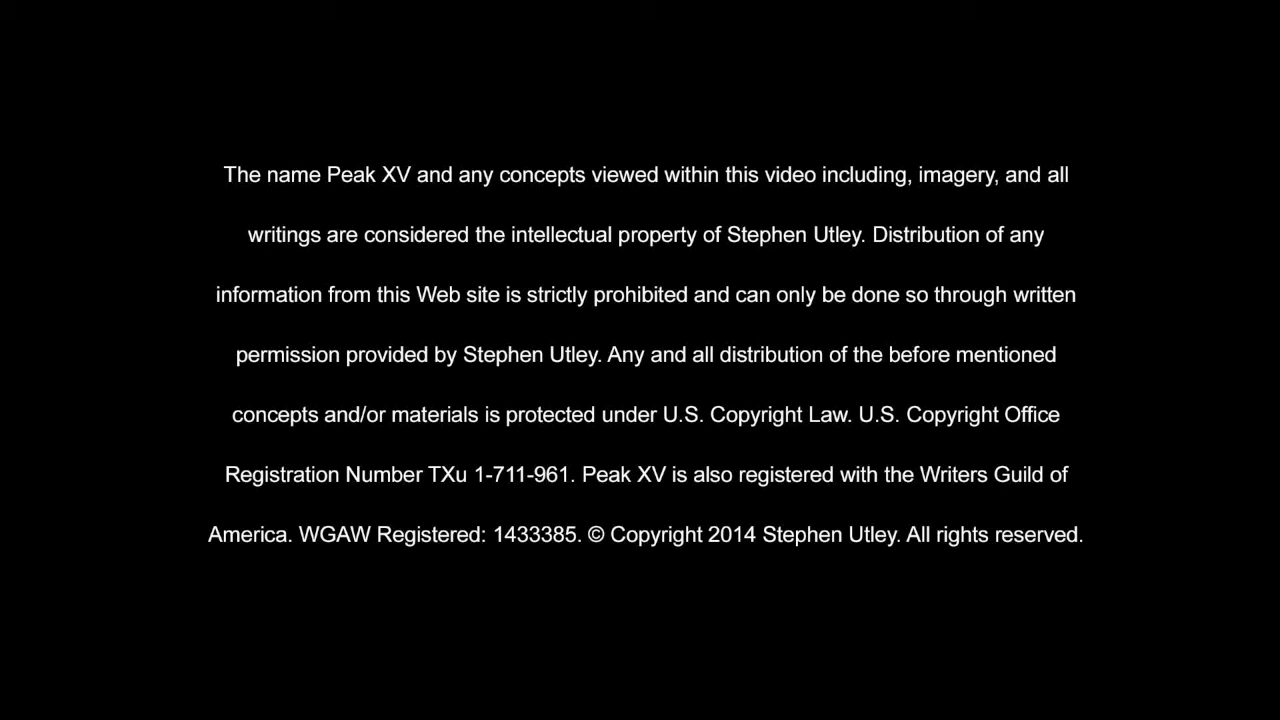 The name Peak XV and any concepts viewed within this video including, imagery, and all
writings are considered the intellectual property of Stephen Utley. Distribution of any
information from this Web site is strictly prohibited and can only be done so through written
permission provided by Stephen Utley. Any and all distribution of the before mentioned
concepts and/or materials is protected under U.S. Copyright Law. U.S. Copyright Office
Registration Number TXu 1-711-961. Peak XV is also registered with the Writers Guild of
America. WGAW Registered: 1433385. © Copyright 2014 Stephen Utley. All rights reserved.